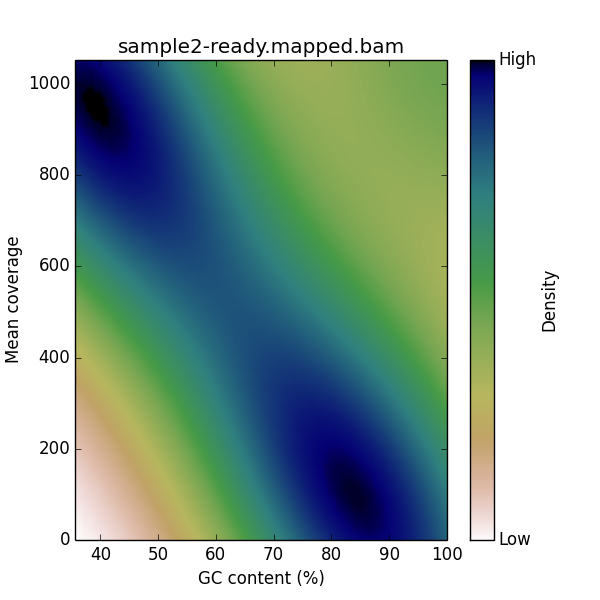 sample2-ready.mapped.bam
1000
800
600
400
200
0
Mean coverage
40 50 60 70 80 90 100
GC content (%)
High
Density
Low